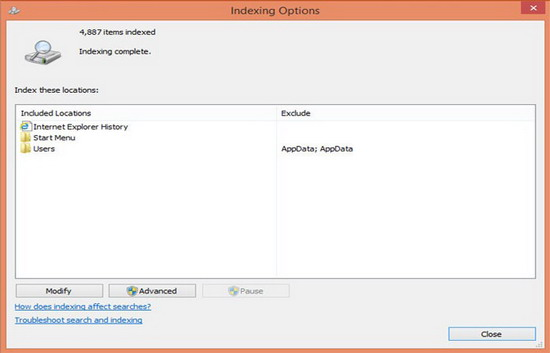 Indexing Options
4,887 items indexed
Indexing complete.
Index these locations:
Included Locations Exclude
Internet Explorer History
Start Menu
Users AppData; AppData
Modify Advanced Pause
How does indexing affect searches?
Troubleshoot search and indexing
Close